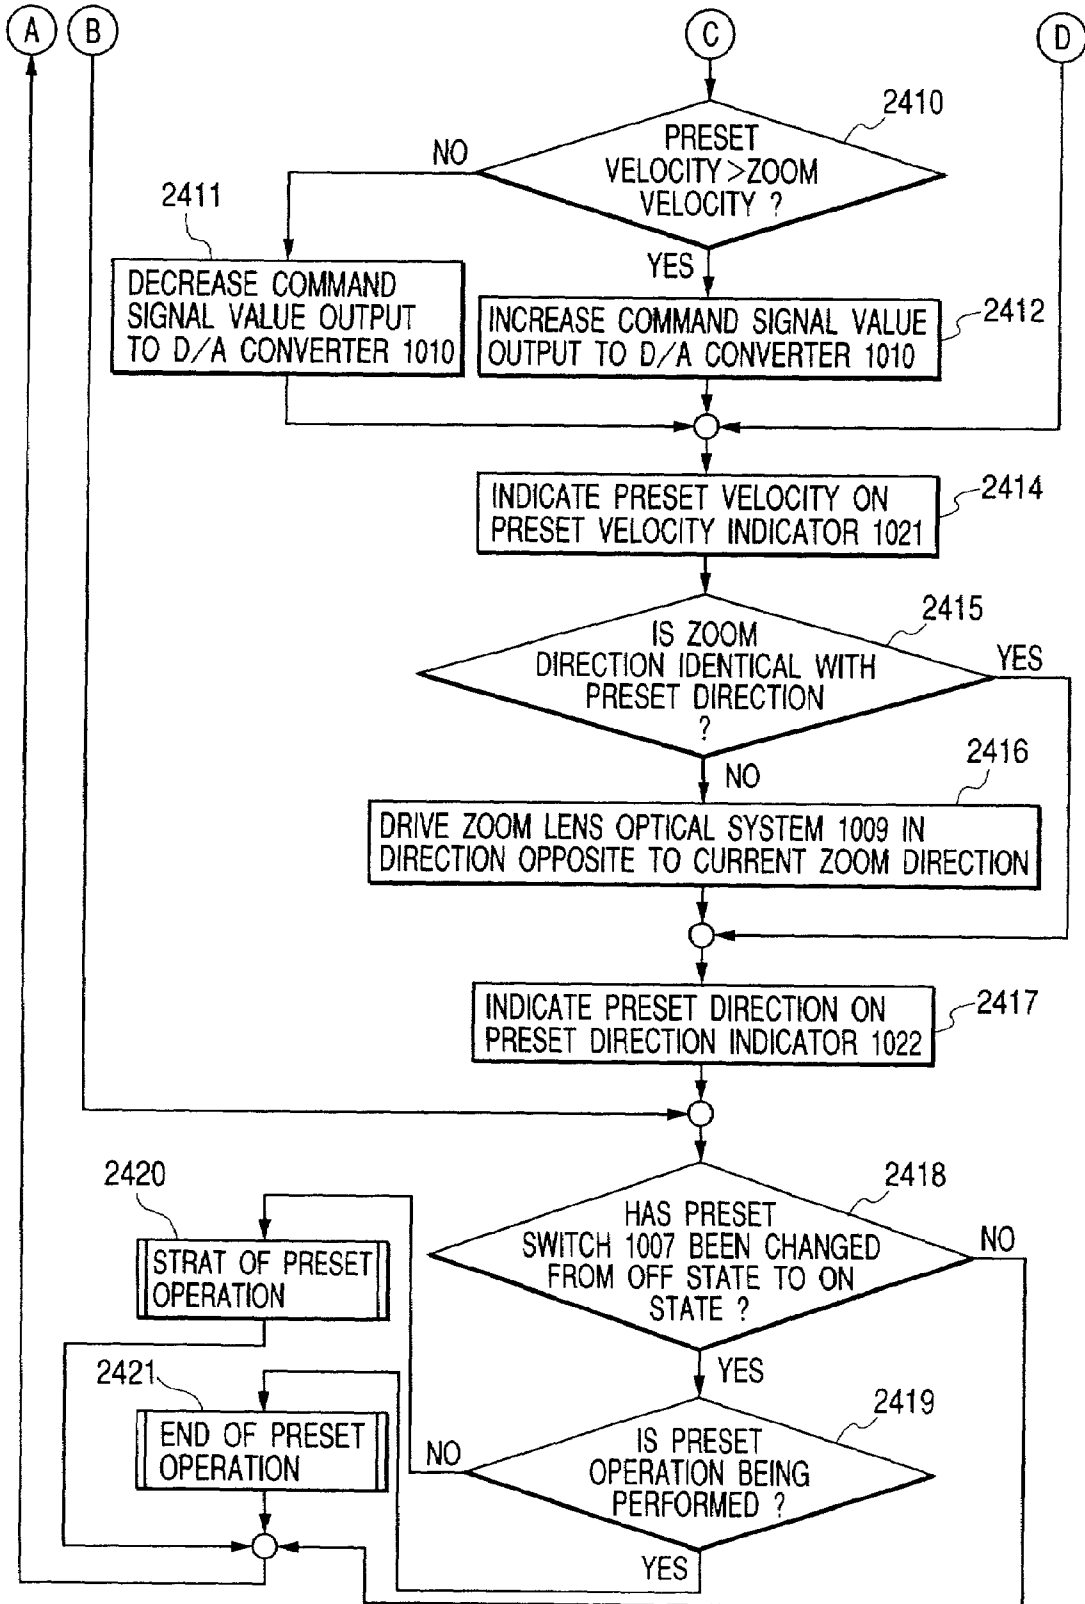 A
B
C
D
2410
PRESET
VELOCITY>ZOOM
VELOCITY ?
NO
YES
2411
DECREASE COMMAND
SIGNAL VALUE OUTPUT
TO D/A CONVERTER 1010
2412
INCREASE COMMAND SIGNAL VALUE
OUTPUT TO D/A CONVERTER 1010
2414
INDICATE PRESET VELOCITY ON
PRESET VELOCITY INDICATOR 1021
2415
IS ZOOM
DIRECTION IDENTICAL WITH
PRESET DIRECTION
?
YES
NO
2416
DRIVE ZOOM LENS OPTICAL SYSTEM 1009 IN
DIRECTION OPPOSITE TO CURRENT ZOOM DIRECTION
2417
INDICATE PRESET DIRECTION ON
PRESET DIRECTION INDICATOR 1022
2418
HAS PRESET
SWITCH 1007 BEEN CHANGED
FROM OFF STATE TO ON
STATE ?
NO
YES
2420
STRAT OF PRESET
OPERATION
2419
IS PRESET
OPERATION BEING
PERFORMED ?
NO
YES
2421
END OF PRESET
OPERATION